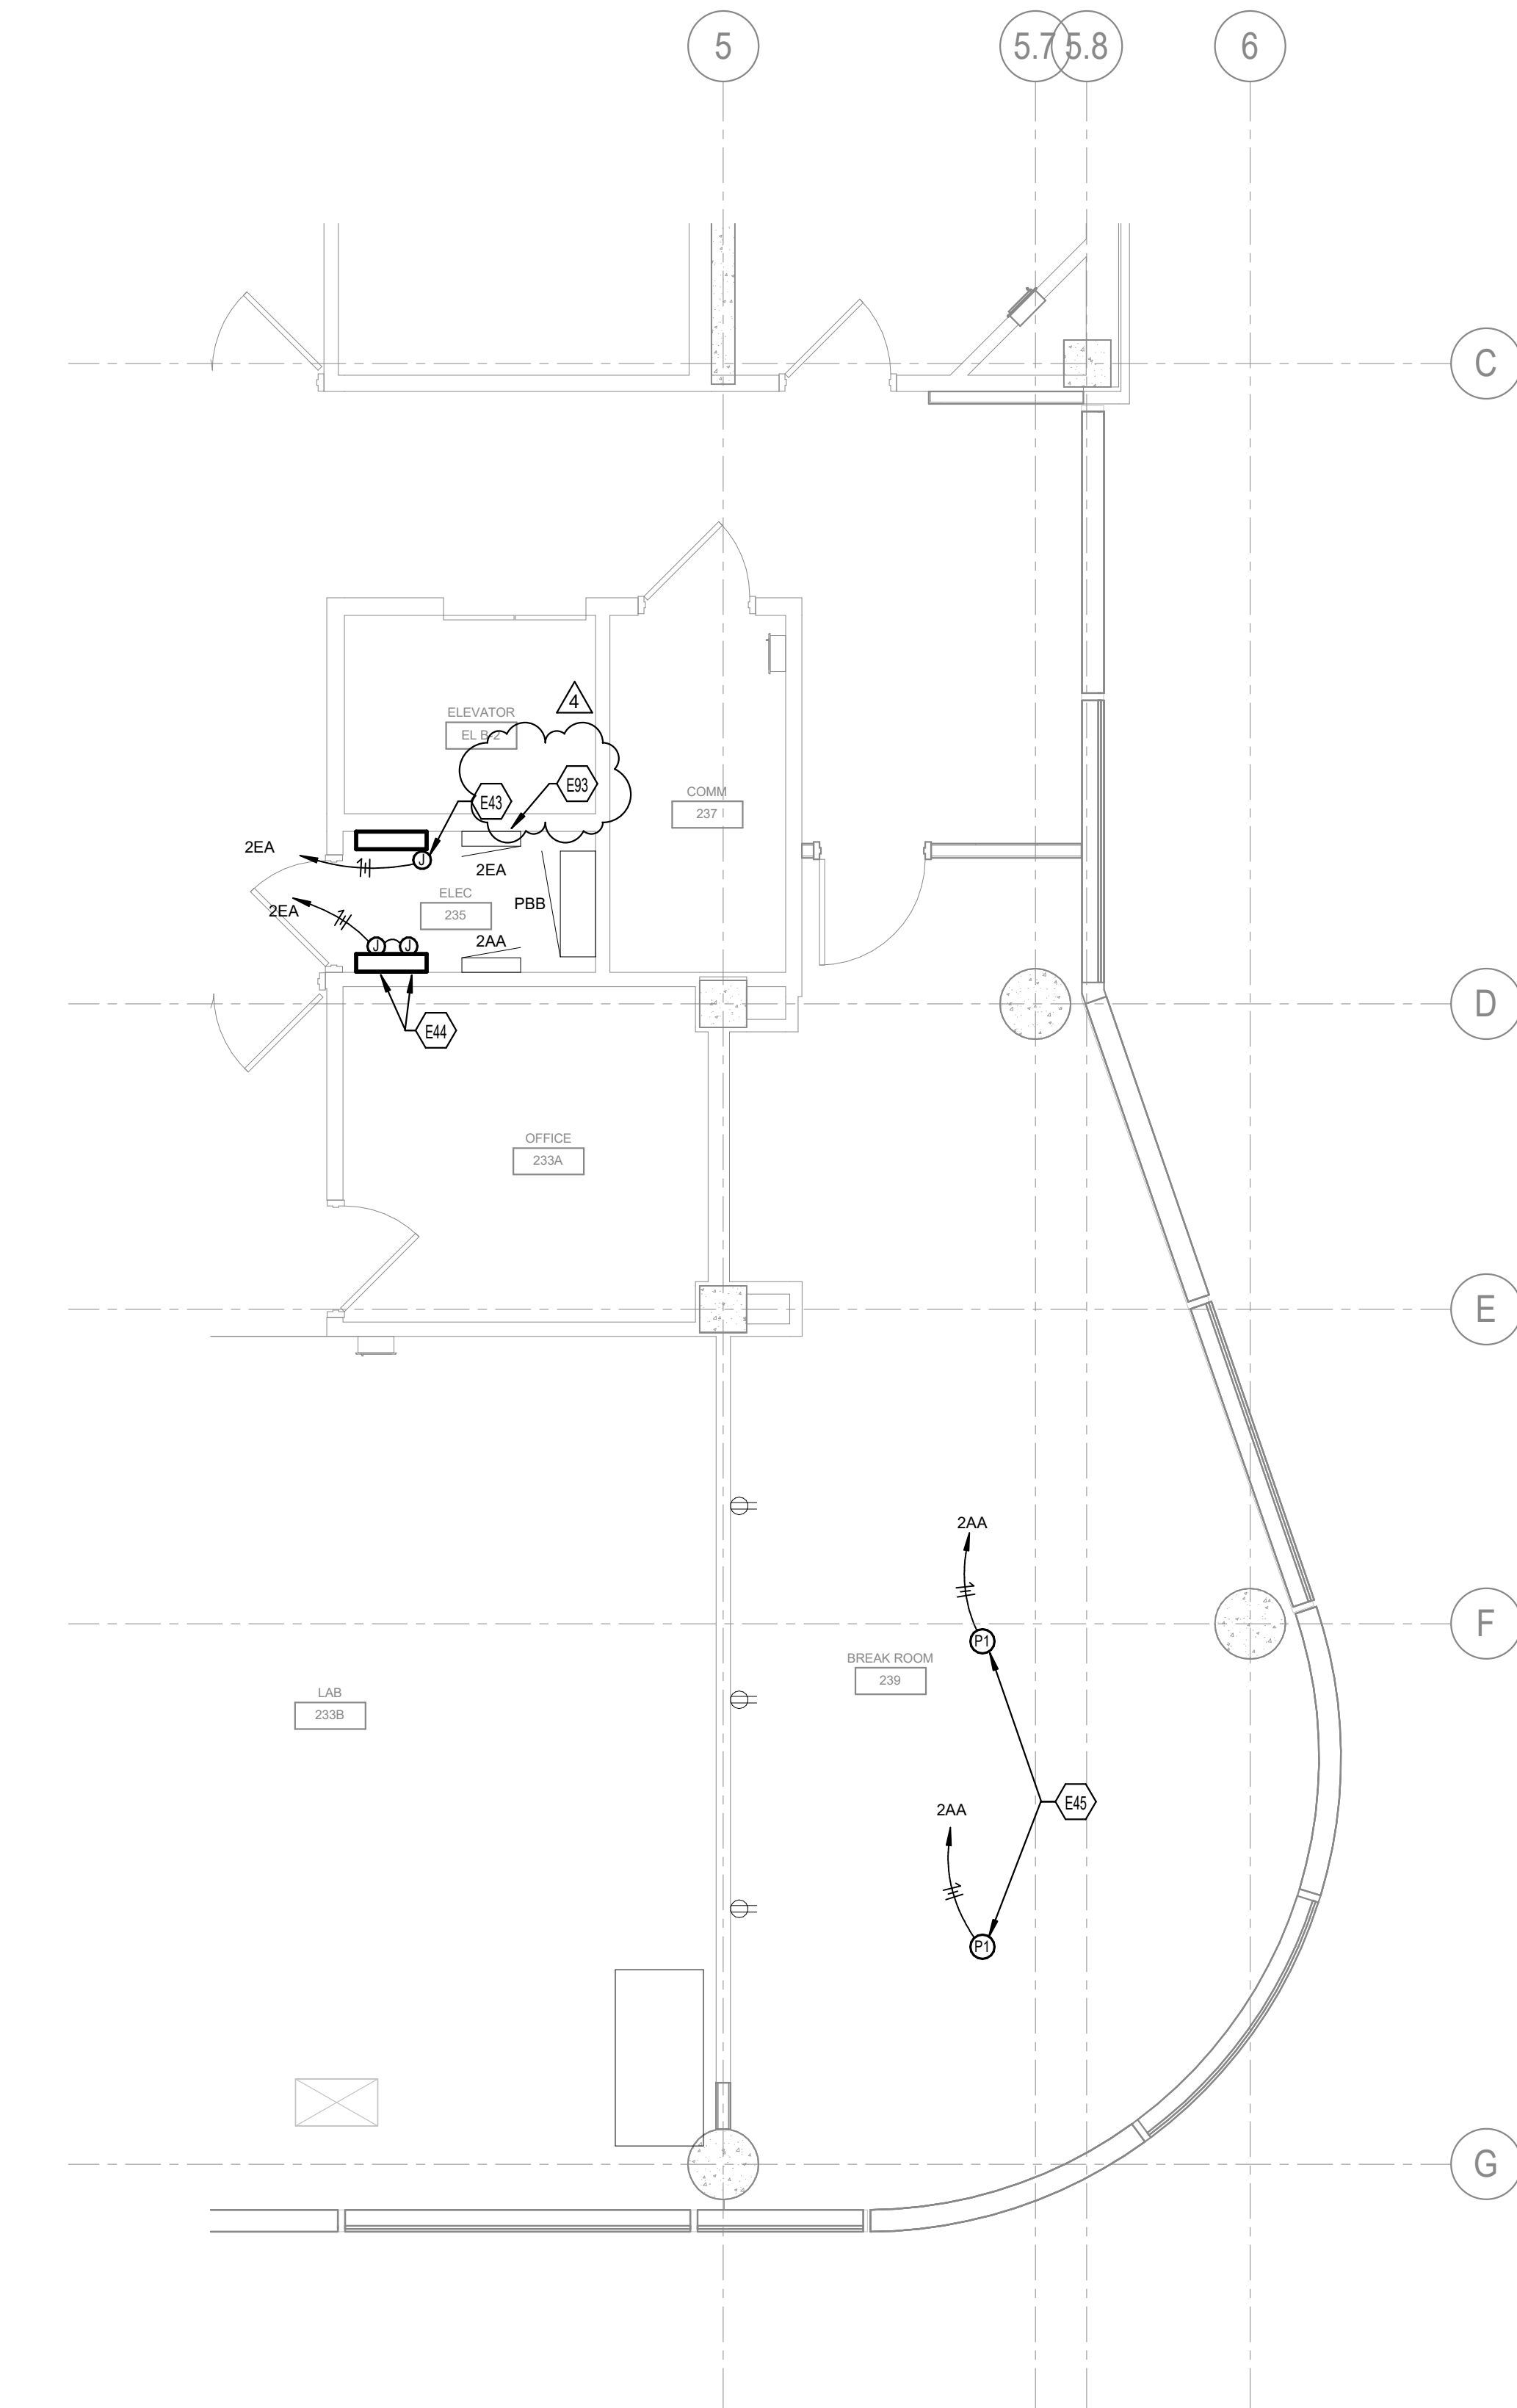 5
5.7
5.8
6
C
4
ELEVATOR
EL B-2
E93
E43
COMM
237
2EA
2EA
ELEC
235
PBB
2EA
2AA
J
J
J
D
E44
OFFICE
233A
E
2AA
F
P1
BREAK ROOM
239
LAB
233B
E45
2AA
P1
G